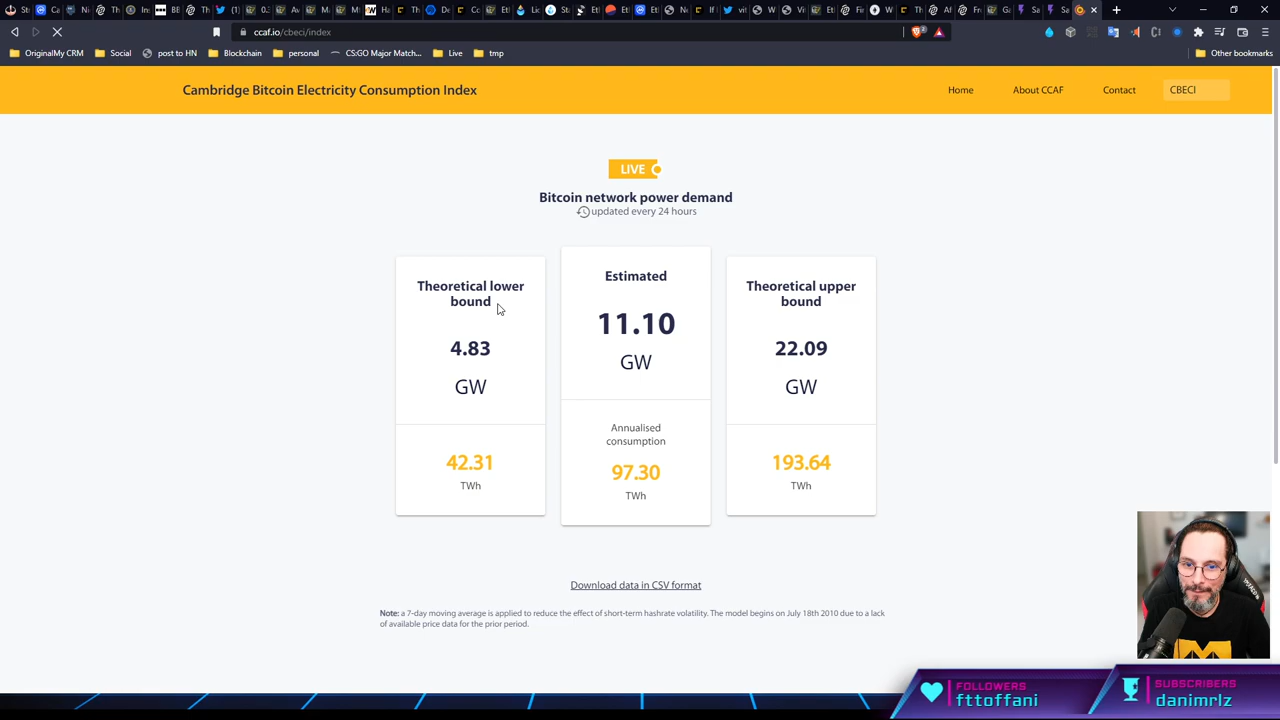 ccaf.io/cbeci/index
OriginalMy CRM
Social
post to HN
Blockchain
personal
CS:GO Major Match...
Live
tmp
Other bookmarks
Cambridge Bitcoin Electricity Consumption Index
Home
About CCAF
Contact
CBECI
LIVE
Bitcoin network power demand
updated every 24 hours
Theoretical lower
bound
4.83
GW
42.31
TWh
Estimated
11.10
GW
Annualised
consumption
97.30
TWh
Theoretical upper
bound
22.09
GW
193.64
TWh
Download data in CSV format
Note: a 7-day moving average is applied to reduce the effect of short-term hashrate volatility. The model begins on July 18th 2010 due to a lack
of available price data for the prior period.
FOLLOWERS
fttoffani
SUBSCRIBERS
danimrlz